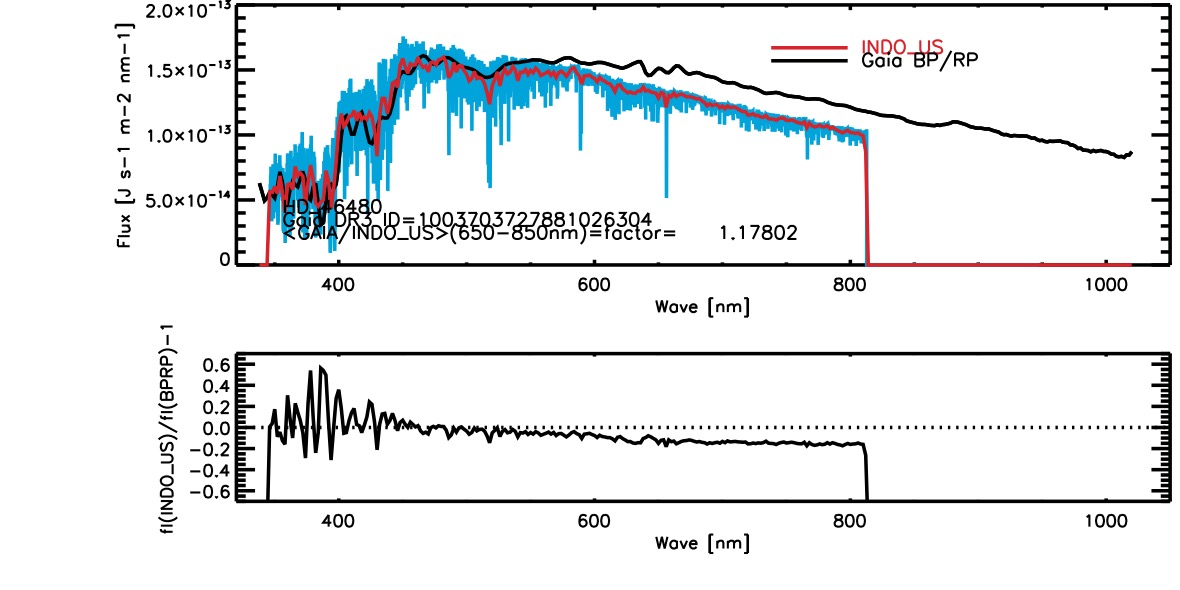 2.0×10−13
1.5×10−13
1.0×10−13
5.0×10−14
0
Flux [J s−1 m−2 nm−1]
INDO_US
Gaia BP/RP
HD 46480
Gaia DR3 ID=10037037227881026304
<GAIA/INDO_US>(650−850nm)=factor= 1.17802
400 600 800 1000
Wave [nm]
fl(INDO_US)/fl(BPRP)−1
0.6
0.4
0.2
0.0
−0.2
−0.4
−0.6
400 600 800 1000
Wave [nm]